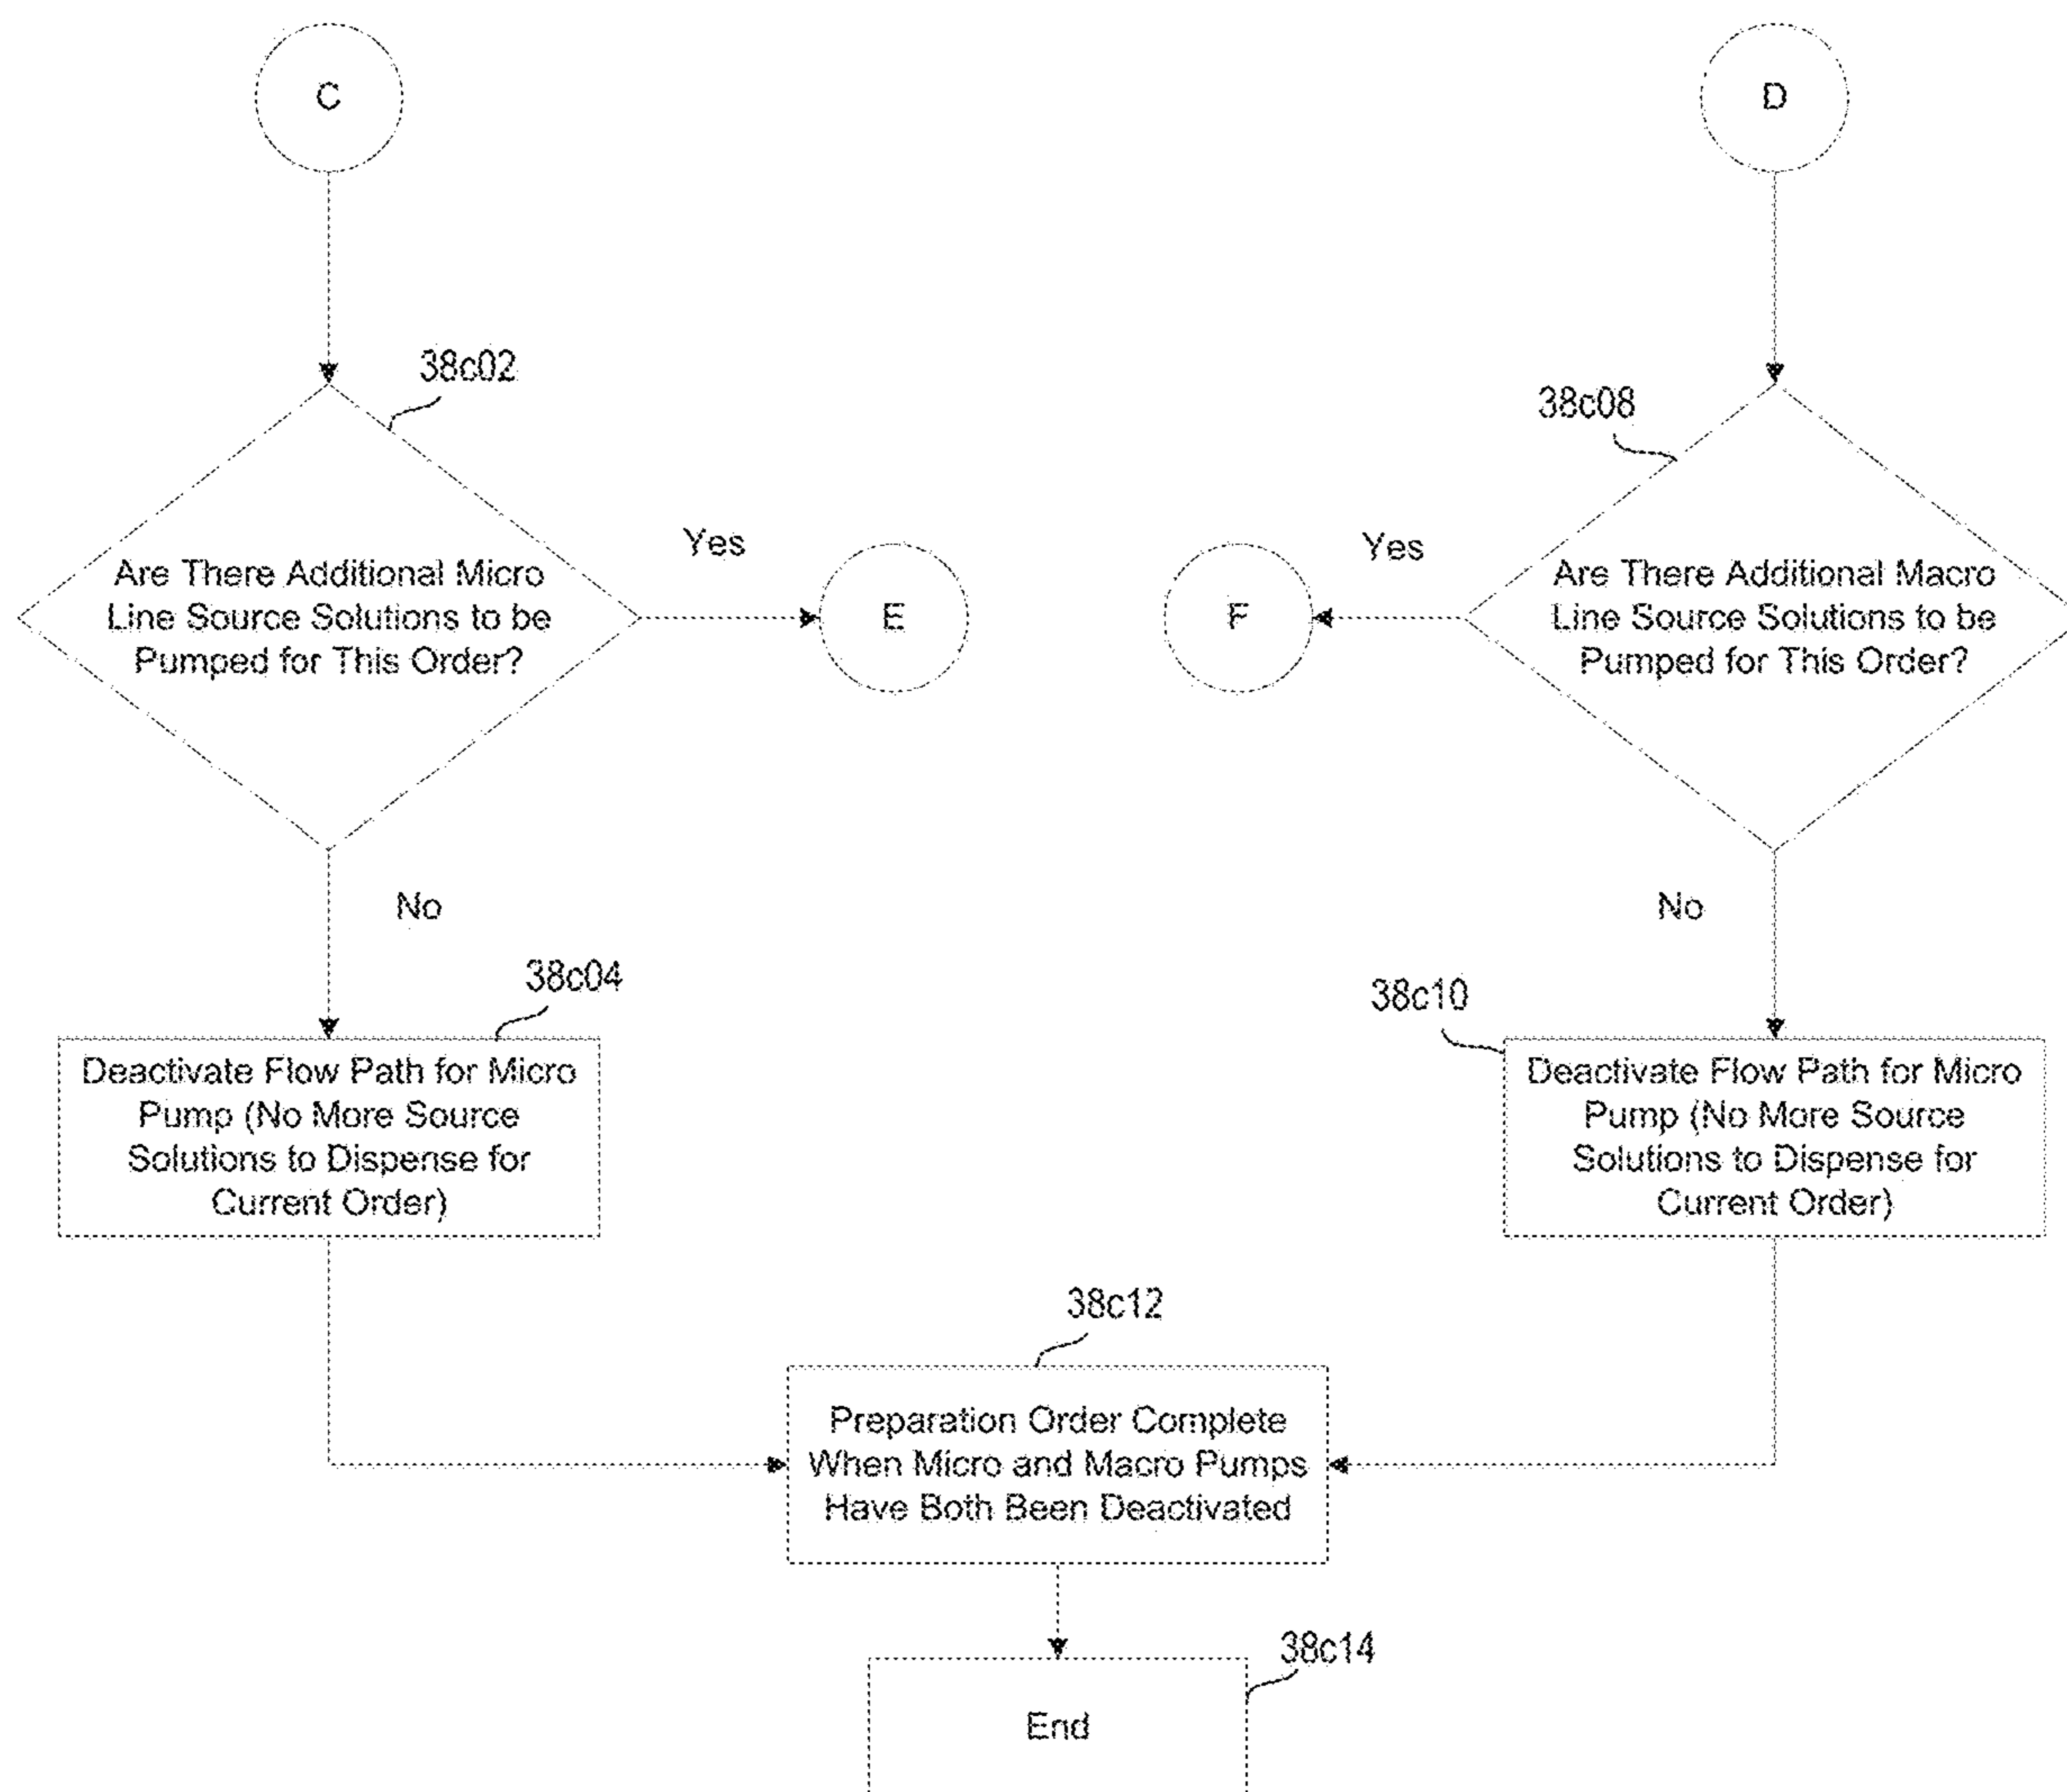 C
D
38c02
38c08
Are There Additional Micro
Line Source Solutions to be
Pumped for This Order?
Yes
E
F
Yes
Are There Additional Macro
Line Source Solutions to be
Pumped for This Order?
No
No
38c04
38c10
Deactivate Flow Path for Micro
Pump (No More Source
Solutions to Dispense for
Current Order)
Deactivate Flow Path for Micro
Pump (No More Source
Solutions to Dispense for
Current Order)
38c12
Preparation Order Complete
When Micro and Macro Pumps
Have Both Been Deactivated
38c14
End